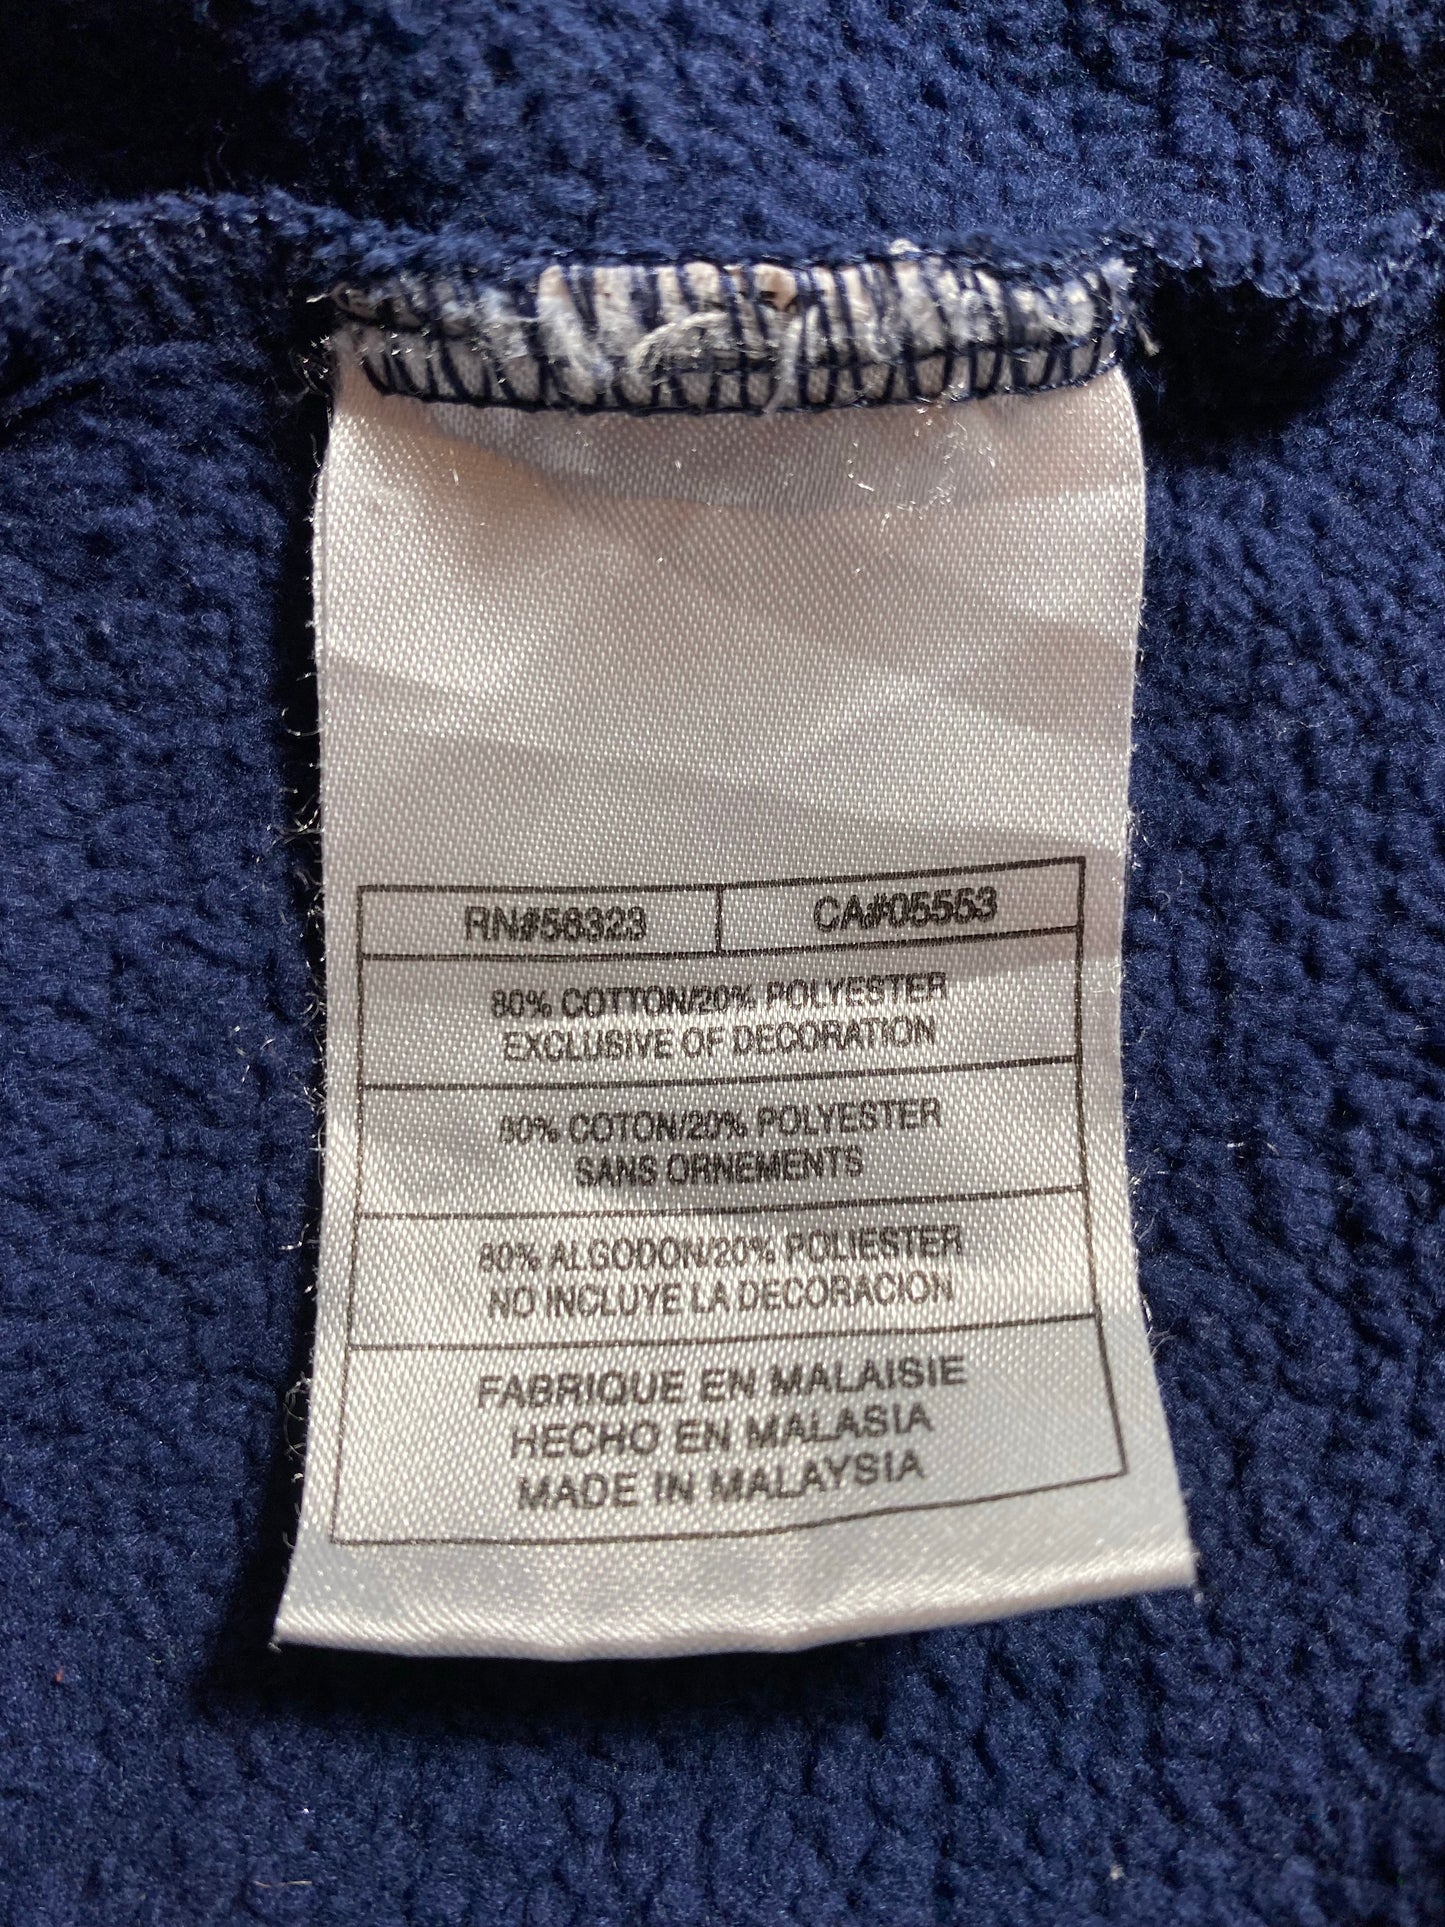 RN#56323 CA#05553
80% COTTON/20% POLYESTER
EXCLUSIVE OF DECORATION
80% COTON/20% POLYESTER
SANS ORNEMENTS
80% ALGODON/20% POLIESTER
NO INCLUYE LA DECORACION
FABRIQUE EN MALAISIE
HECHO EN MALASIA
MADE IN MALAYSIA